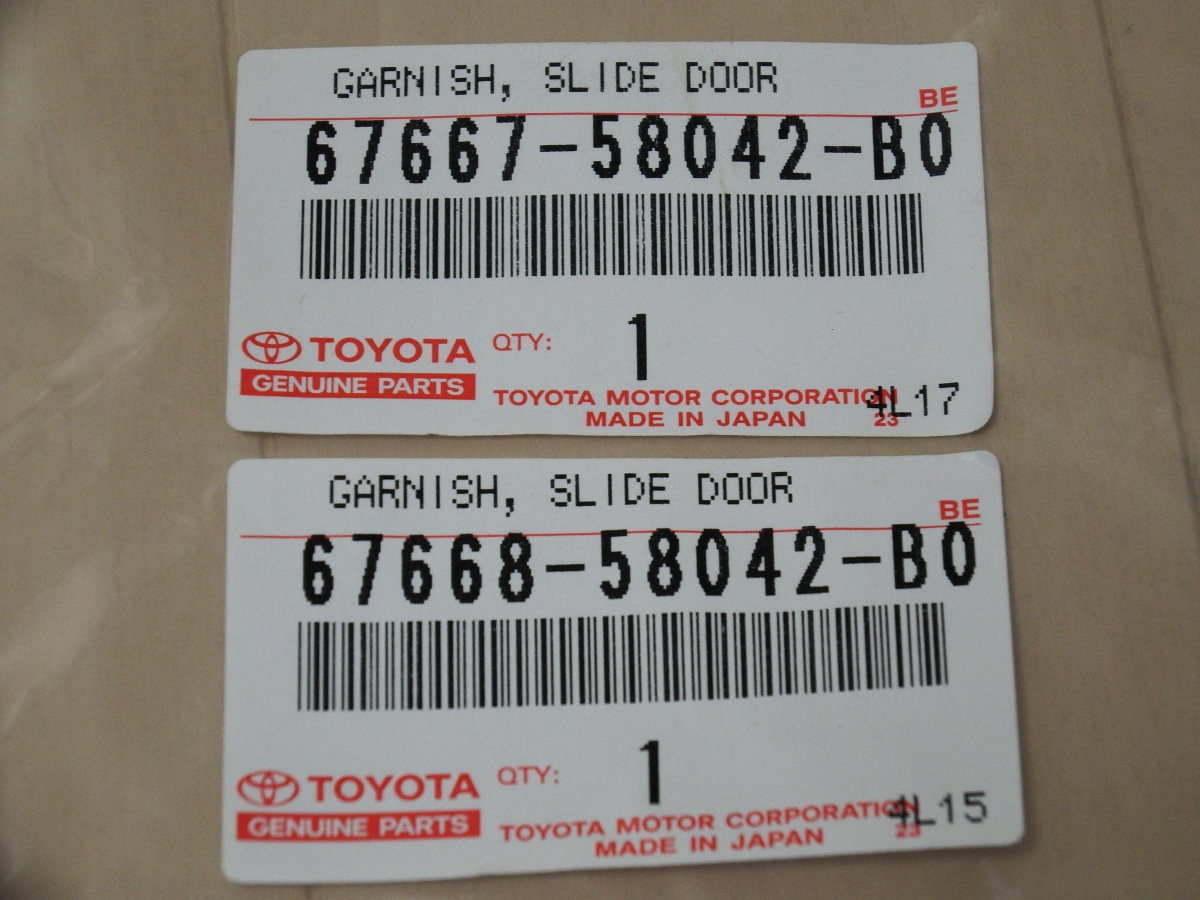 GARNISH, SLIDE DOOR
BE
67667-58042-B0
TOYOTA QTY: 1
GENUINE PARTS
TOYOTA MOTOR CORPORATION 4L17
MADE IN JAPAN 23
GARNISH, SLIDE DOOR
BE
67668-58042-B0
TOYOTA QTY: 1
GENUINE PARTS
TOYOTA MOTOR CORPORATION 4L15
MADE IN JAPAN 23